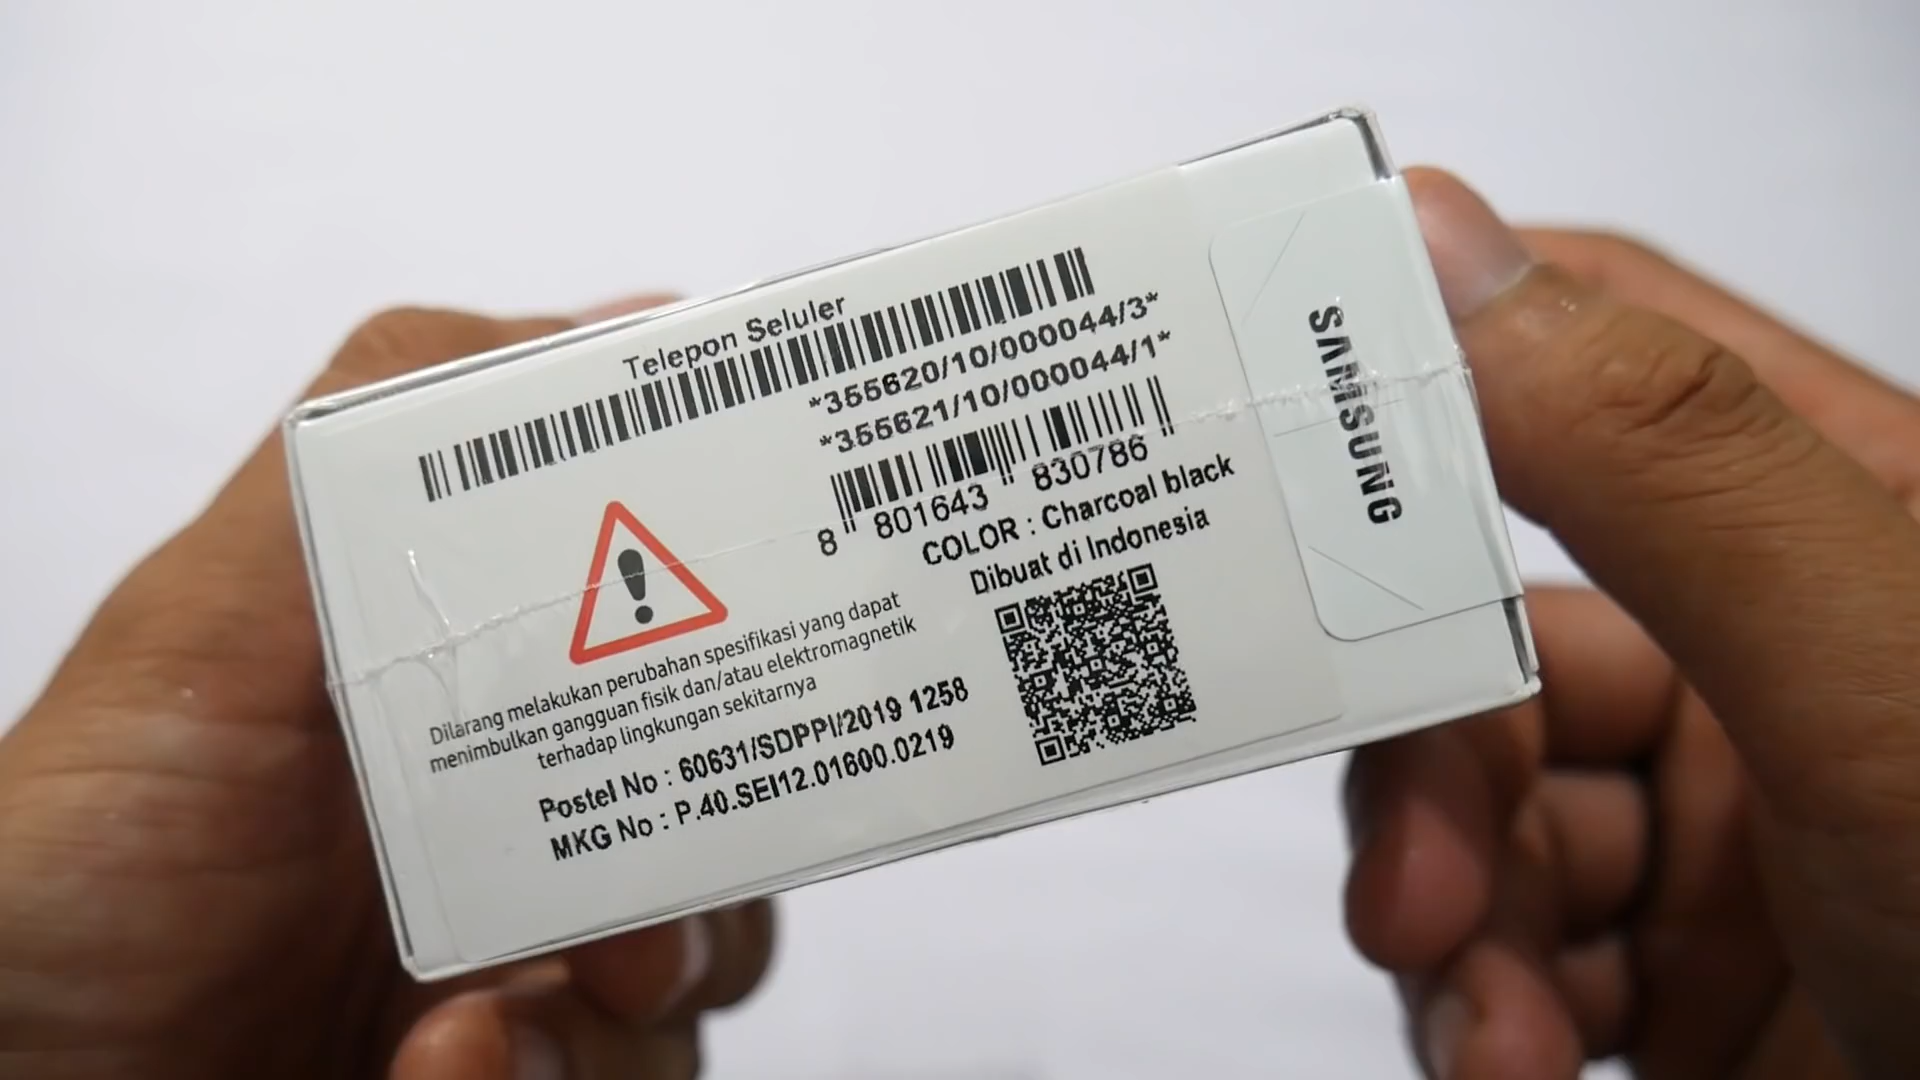 Telepon Seluler
*355620/10/000044/3*
*355621/10/000044/1*
8 801643 830786
COLOR : Charcoal black
Dibuat di Indonesia
Dilarang melakukan perubahan spesifikasi yang dapat
menimbulkan gangguan fisik dan/atau elektromagnetik
terhadap lingkungan sekitarnya
Postel No : 60631/SDPPI/2019 1258
MKG No : P.40.SEI12.01600.0219
SAMSUNG